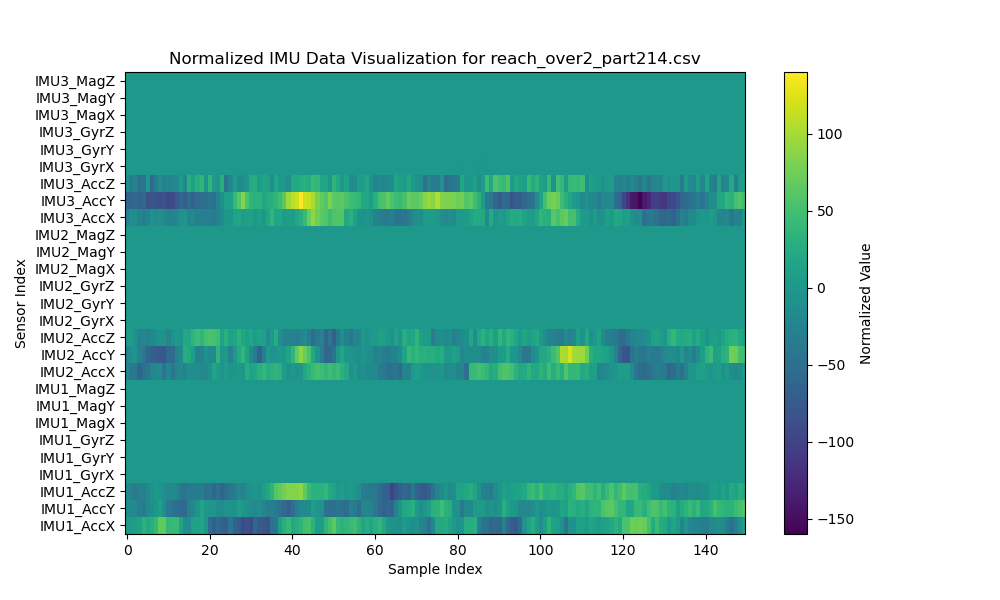 Normalized IMU Data Visualization for reach_over2_part214.csv
IMU3_MagZ
IMU3_MagY
IMU3_MagX
IMU3_GyrZ
IMU3_GyrY
IMU3_GyrX
IMU3_AccZ
IMU3_AccY
IMU3_AccX
IMU2_MagZ
IMU2_MagY
IMU2_MagX
IMU2_GyrZ
IMU2_GyrY
IMU2_GyrX
IMU2_AccZ
IMU2_AccY
IMU2_AccX
IMU1_MagZ
IMU1_MagY
IMU1_MagX
IMU1_GyrZ
IMU1_GyrY
IMU1_GyrX
IMU1_AccZ
IMU1_AccY
IMU1_AccX
Sensor Index
0 20 40 60 80 100 120 140
Sample Index
100
50
0
−50
−100
−150
Normalized Value